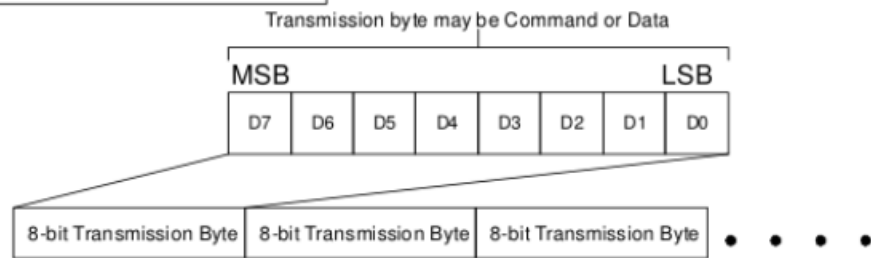 Transmission byte may be Command or Data
MSB LSB
D7 D6 D5 D4 D3 D2 D1 D0
8-bit Transmission Byte 8-bit Transmission Byte 8-bit Transmission Byte